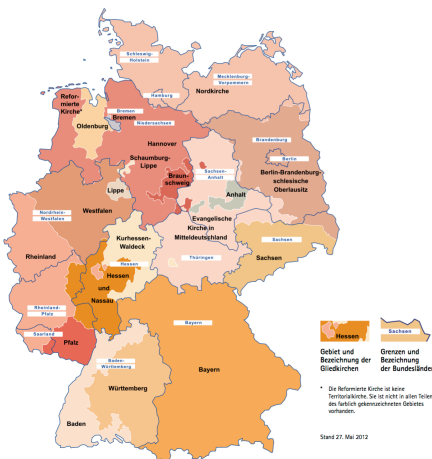 Schleswig-
Holstein
Mecklenburg-
Vorpommern
Nordkirche
Hamburg
Refor-
mierte
Kirche*
Bremen
Bremen
Oldenburg
Niedersachsen
Hannover
Brandenburg
Schaumburg-
Lippe
Berlin
Braun-
schweig
Sachsen-
Anhalt
Berlin-Brandenburg-
schlesische
Oberlausitz
Lippe
Anhalt
Nordrhein-
Westfalen
Westfalen
Evangelische
Kirche in
Mitteldeutschland
Kurhessen-
Waldeck
Sachsen
Rheinland
Hessen
Thüringen
Sachsen
Hessen
und
Nassau
Rheinland-
Pfalz
Bayern
Saarland
Pfalz
Baden-
Württemberg
Württemberg
Bayern
Baden
Hessen
Sachsen
Gebiet und
Bezeichnung der
Gliedkirchen
Grenzen und
Bezeichnung
der Bundesländer
* Die Reformierte Kirche ist keine
Territorialkirche. Sie ist nicht in allen Teilen
des farblich gekennzeichneten Gebietes
vorhanden.
Stand 27. Mai 2012